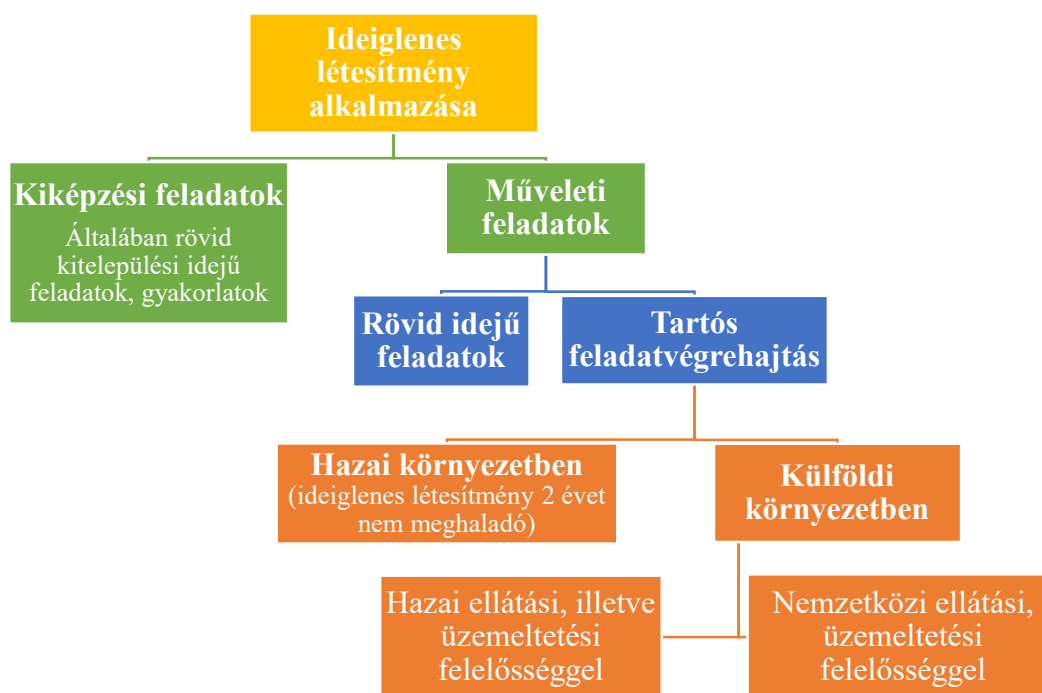 Ideiglenes
létesítmény
alkalmazása
Kiképzési feladatok
Általában rövid
kitelepülési idejű
feladatok, gyakorlatok
Műveleti
feladatok
Rövid idejű
feladatok
Tartós
feladatvégrehajtás
Hazai környezetben
(ideiglenes létesítmény 2 évet
nem meghaladó)
Külföldi
környezetben
Hazai ellátási, illetve
üzemeltetési
felelősséggel
Nemzetközi ellátási,
üzemeltetési
felelősséggel